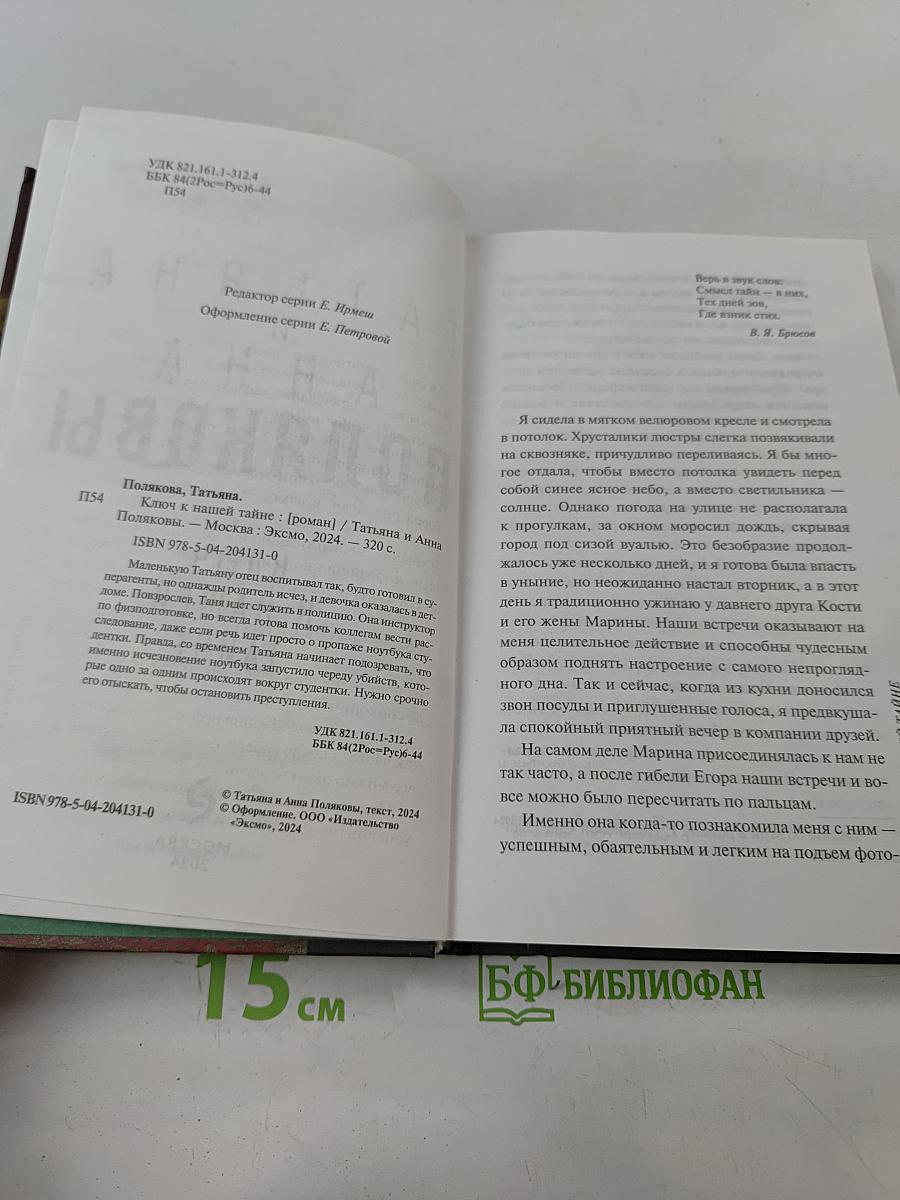 УДК 821.161.1-312.4
ББК 84(2Рос=Рус)6-44
П54
Редактор серии Е. Ирмеш
Оформление серии Е. Петровой
Полякова, Татьяна.
П54 Ключ к нашей тайне : [роман] / Татьяна и Анна
Поляковы. — Москва : Эксмо, 2024. — 320 с.
ISBN 978-5-04-204131-0
Маленькую Татьяну отец воспитывал так, будто готовил в су-
перагенты, но однажды родитель исчез, и девочка оказалась в дет-
доме. Повзрослев, Таня идет служить в полицию. Она инструктор
по физподготовке, но всегда готова помочь коллегам вести рас-
следование, даже если речь идет просто о пропаже ноутбука сту-
дентки. Правда, со временем Татьяна начинает подозревать, что
именно исчезновение ноутбука запустило череду убийств, кото-
рые одно за одним происходят вокруг студентки. Нужно срочно
его отыскать, чтобы остановить преступления.
УДК 821.161.1-312.4
ББК 84(2Рос=Рус)6-44
ISBN 978-5-04-204131-0
© Татьяна и Анна Поляковы, текст, 2024
© Оформление. ООО «Издательство
«Эксмо», 2024
Верь в звук слов:
Смысл тайн — в них,
Тех дней зов,
Где взник стих.
В. Я. Брюсов
Я сидела в мягком велюровом кресле и смотрела
в потолок. Хрусталики люстры слегка позвякивали
на сквозняке, причудливо переливаясь. Я бы мно-
гое отдала, чтобы вместо потолка увидеть перед
собой синее ясное небо, а вместо светильника —
солнце. Однако погода на улице не располагала
к прогулкам, за окном моросил дождь, скрывая
город под сизой вуалью. Это безобразие продол-
жалось уже несколько дней, и я готова была впасть
в уныние, но неожиданно настал вторник, а в этот
день я традиционно ужинаю у давнего друга Кости
и его жены Марины. Наши встречи оказывают на
меня целительное действие и способны чудесным
образом поднять настроение с самого непрогляд-
ного дна. Так и сейчас, когда из кухни доносился
звон посуды и приглушенные голоса, я предвкуша-
ла спокойный приятный вечер в компании друзей.
На самом деле Марина присоединялась к нам не
так часто, а после гибели Егора наши встречи и во-
все можно было пересчитать по пальцам.
Именно она когда-то познакомила меня с ним —
успешным, обаятельным и легким на подъем фото-
ТАЙНЕ
15 см
БФ БИБЛИОФАН